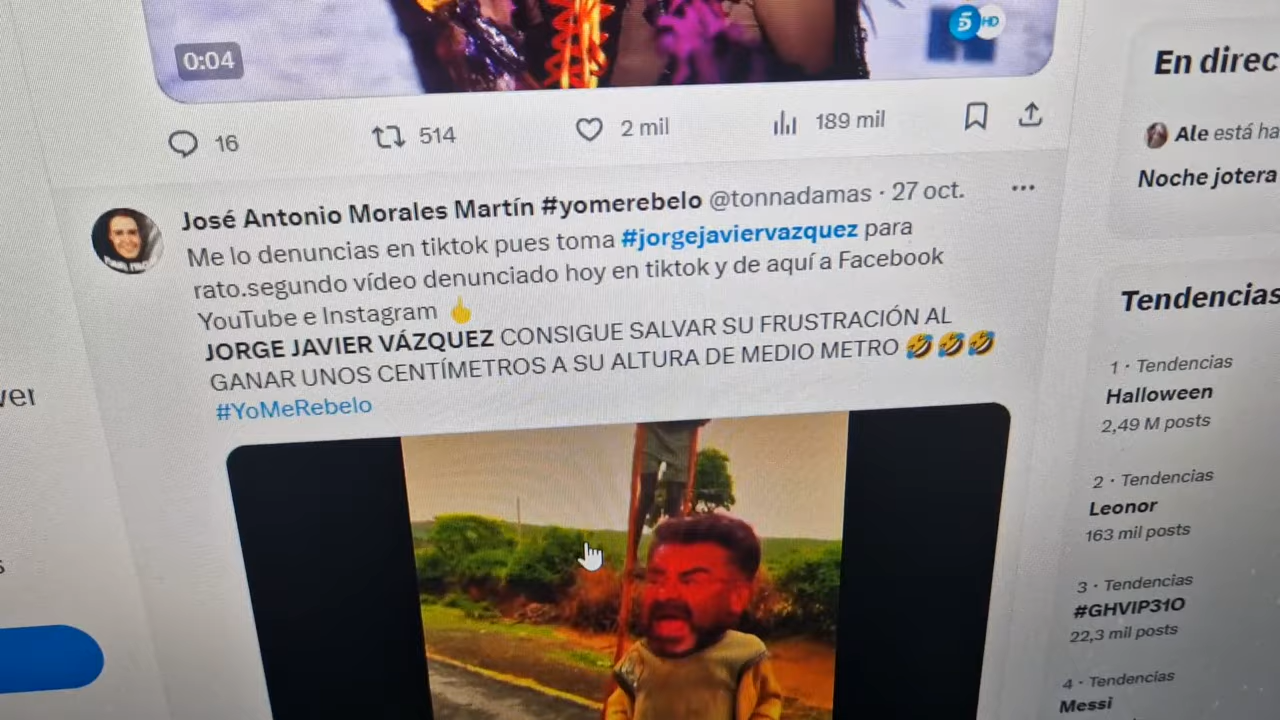 5 HD
0:04
16
514
2 mil
189 mil
José Antonio Morales Martín #yomerebelo @tonnadamas · 27 oct.
Me lo denuncias en tiktok pues toma #jorgejaviervazquez para
rato.segundo vídeo denunciado hoy en tiktok y de aquí a Facebook
YouTube e Instagram 🖕
JORGE JAVIER VÁZQUEZ CONSIGUE SALVAR SU FRUSTRACIÓN AL
GANAR UNOS CENTÍMETROS A SU ALTURA DE MEDIO METRO 🤣🤣🤣
#YoMeRebelo
En direc
Ale está ha
Noche jotera
Tendencias
1 · Tendencias
Halloween
2,49 M posts
2 · Tendencias
Leonor
163 mil posts
3 · Tendencias
#GHVIP31O
22,3 mil posts
4 · Tendencias
Messi